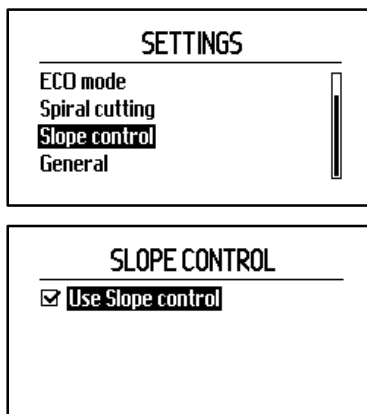 SETTINGS
ECO mode
Spiral cutting
Slope control
General
SLOPE CONTROL
Use Slope control